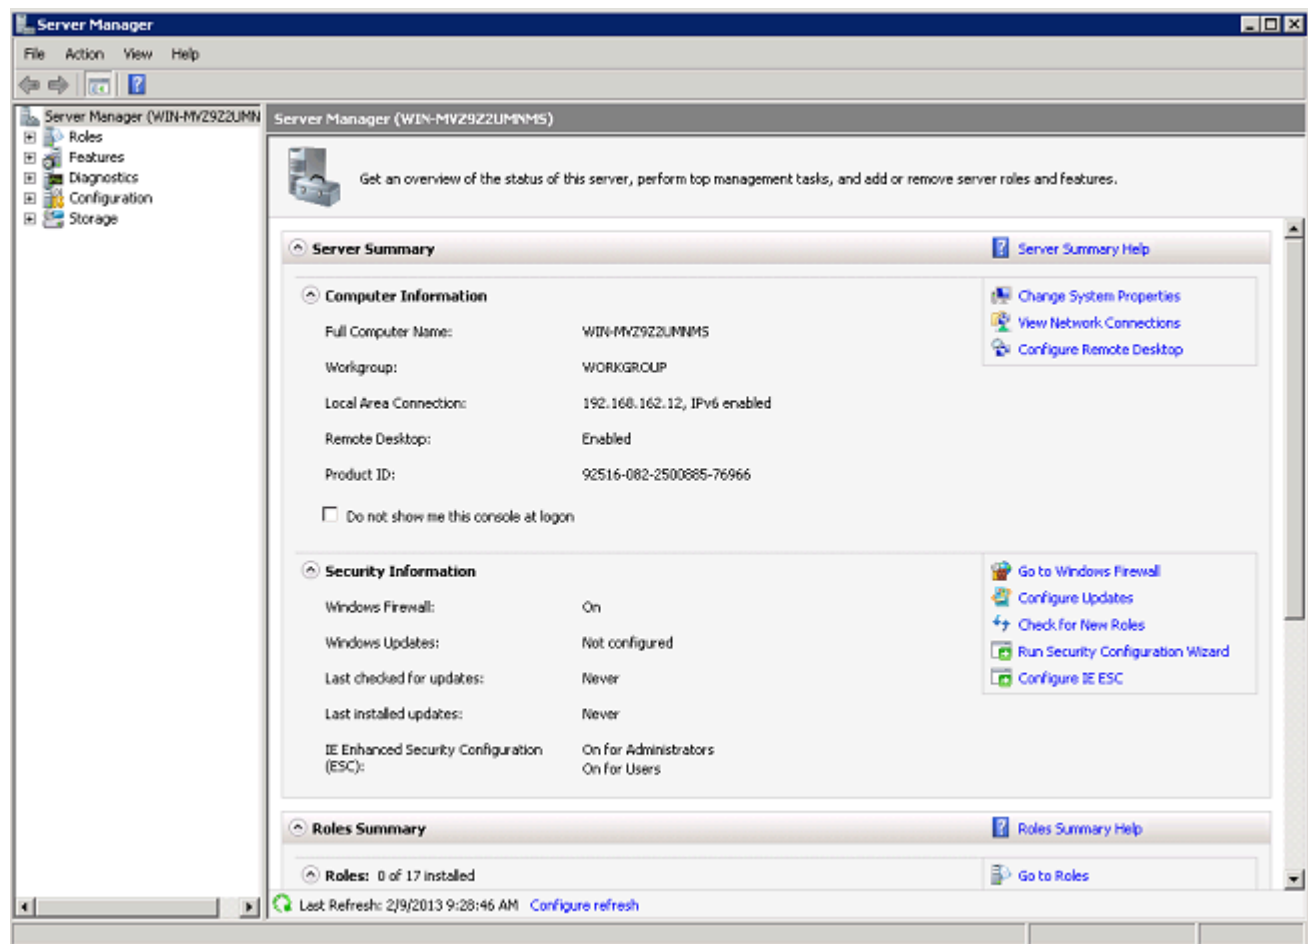 Server Manager
File Action View Help
Server Manager (WIN-MVZ9Z2UMN
Roles
Features
Diagnostics
Configuration
Storage
Server Manager (WIN-MVZ9Z2UMNMS)
Get an overview of the status of this server, perform top management tasks, and add or remove server roles and features.
Server Summary
Server Summary Help
Computer Information
Full Computer Name: WIN-MVZ9Z2UMNMS
Workgroup: WORKGROUP
Local Area Connection: 192.168.162.12, IPv6 enabled
Remote Desktop: Enabled
Product ID: 92516-082-2500885-76966
Do not show me this console at logon
Change System Properties
View Network Connections
Configure Remote Desktop
Security Information
Windows Firewall: On
Windows Updates: Not configured
Last checked for updates: Never
Last installed updates: Never
IE Enhanced Security Configuration (ESC): On for Administrators
On for Users
Go to Windows Firewall
Configure Updates
Check for New Roles
Run Security Configuration Wizard
Configure IE ESC
Roles Summary
Roles Summary Help
Roles: 0 of 17 installed
Go to Roles
Last Refresh: 2/9/2013 9:28:46 AM Configure refresh